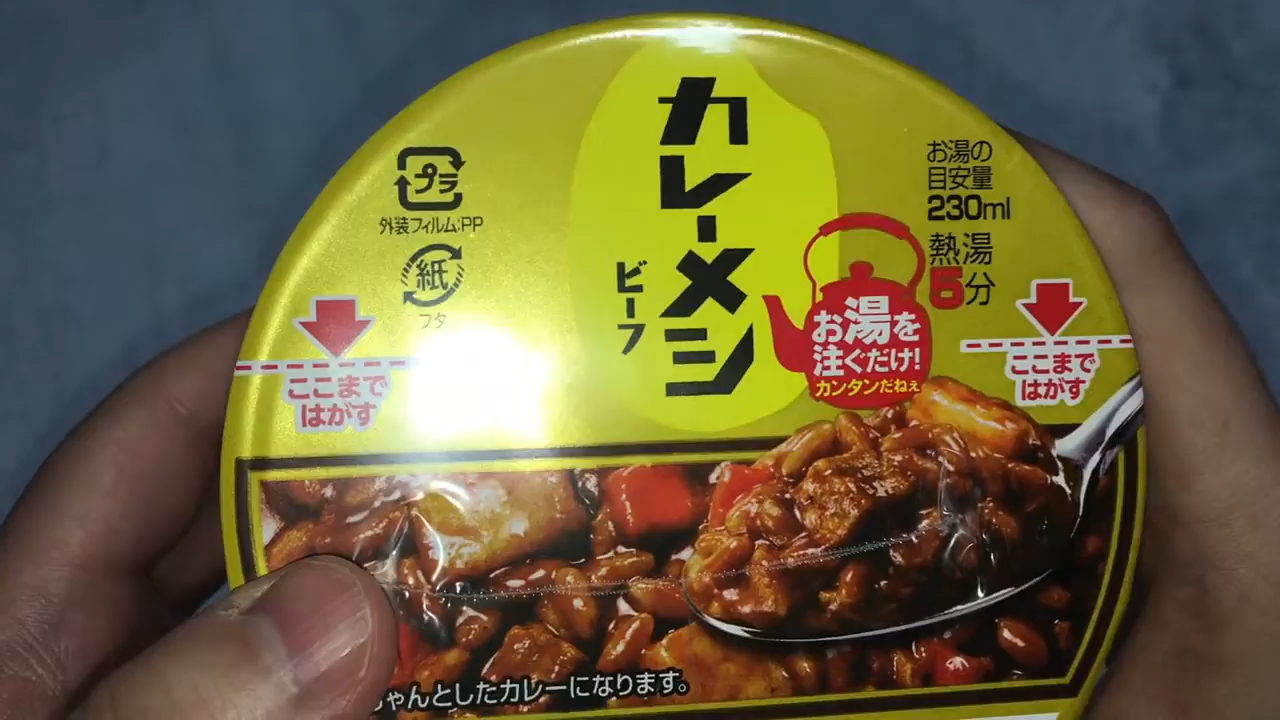 カレーメシ
ビーフ
プラ
外装フィルム:PP
紙
フタ
お湯の
目安量
230ml
熱湯
5分
お湯を
注ぐだけ!
カンタンだねぇ
ここまで
はがす
ここまで
はがす
ゃんとしたカレーになります。